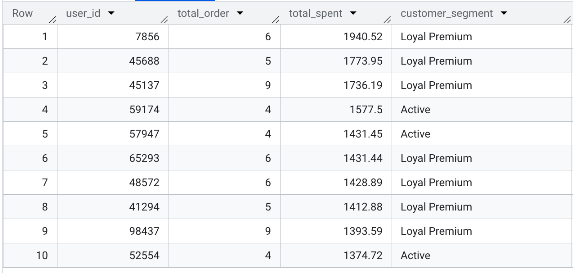 Row user_id total_order total_spent customer_segment
1 7856 6 1940.52 Loyal Premium
2 45688 5 1773.95 Loyal Premium
3 45137 9 1736.19 Loyal Premium
4 59174 4 1577.5 Active
5 57947 4 1431.45 Active
6 65293 6 1431.44 Loyal Premium
7 48572 6 1428.89 Loyal Premium
8 41294 5 1412.88 Loyal Premium
9 98437 9 1393.59 Loyal Premium
10 52554 4 1374.72 Active